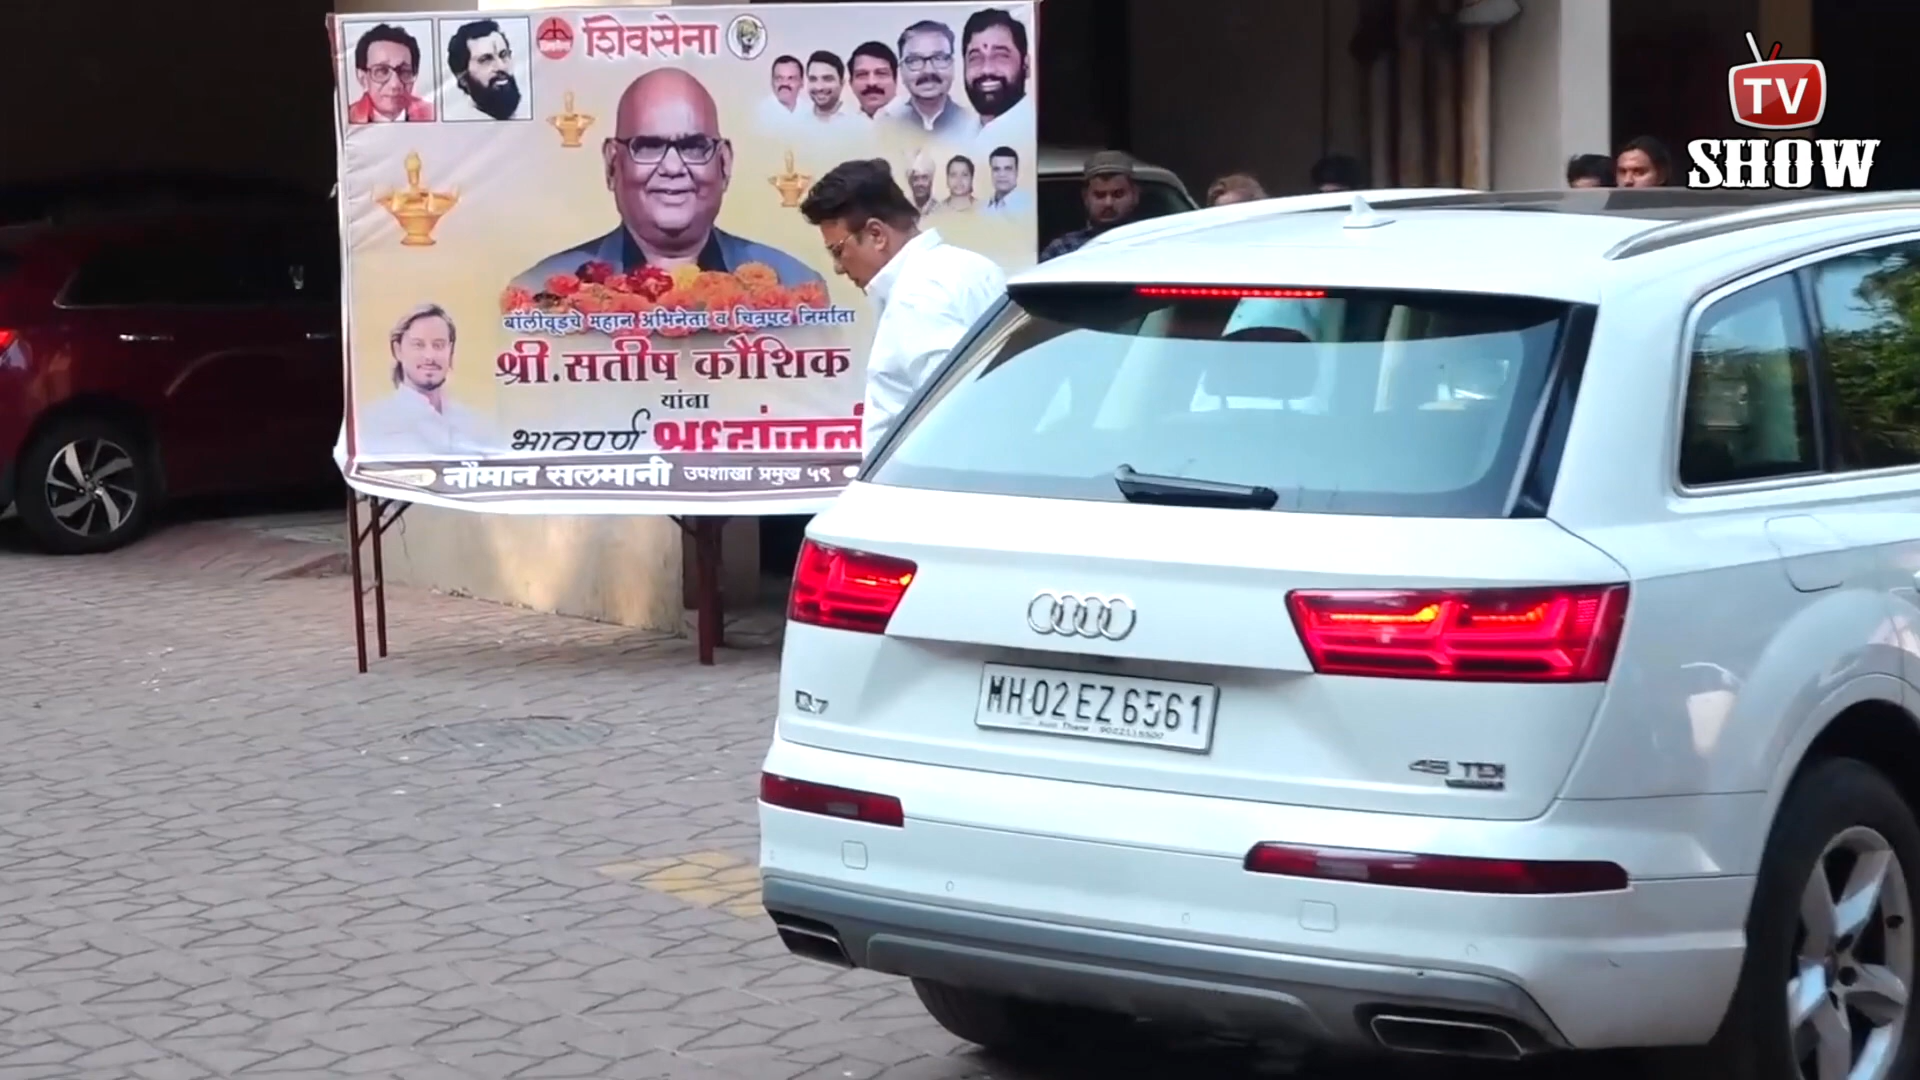 शिवसेना
बॉलीवूडचे महान अभिनेता व चित्रपट निर्माता
श्री. सतीष कौशिक
यांना
भावपूर्ण
नौमान सलमानी उपशाखा प्रमुख ५९
TV
SHOW
Q7
MH02EZ6561
45 TDI